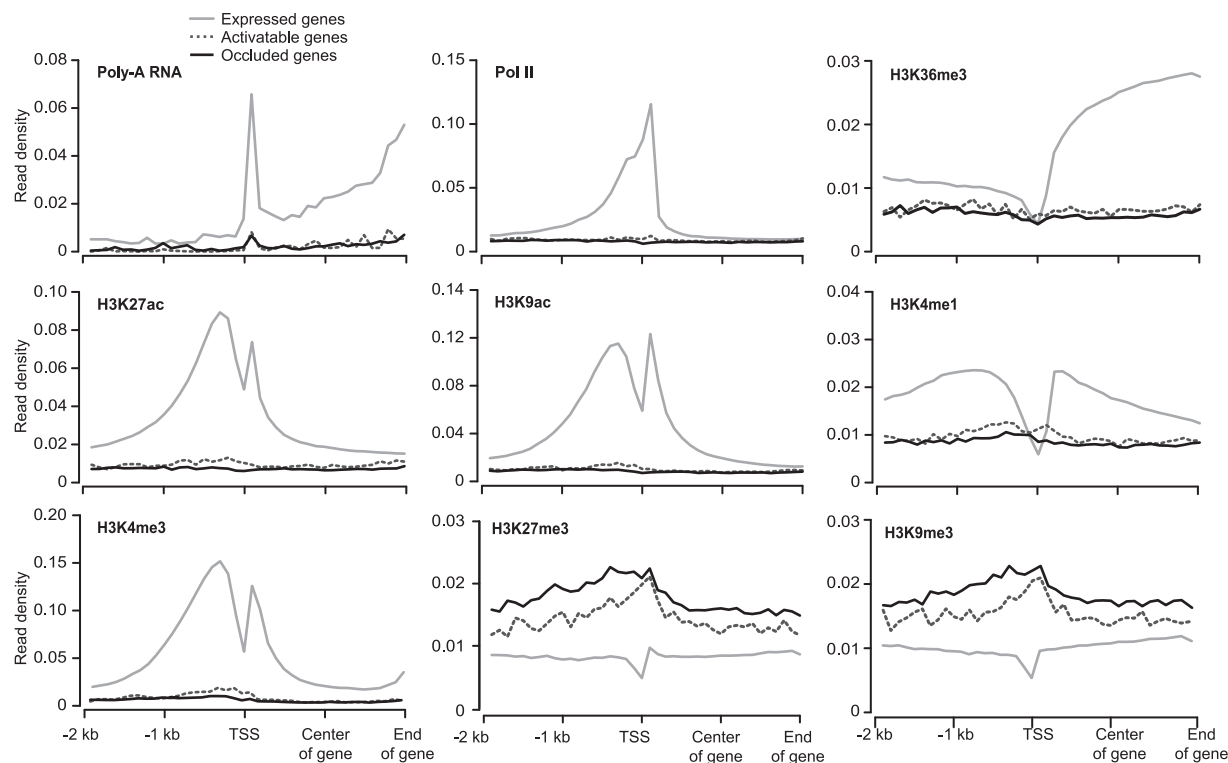 Expressed genes
Activatable genes
Occluded genes
Poly-A RNA
Read density
0.08
0.06
0.04
0.02
0
Pol II
0.15
0.10
0.05
0
H3K36me3
0.03
0.02
0.01
0
H3K27ac
Read density
0.10
0.08
0.06
0.04
0.02
0
H3K9ac
0.14
0.12
0.08
0.04
0
H3K4me1
0.04
0.03
0.02
0.01
0
H3K4me3
Read density
0.20
0.15
0.10
0.05
0
-2 kb
-1 kb
TSS
Center
of gene
End
of gene
H3K27me3
0.03
0.02
0.01
0
-2 kb
-1 kb
TSS
Center
of gene
End
of gene
H3K9me3
0.03
0.02
0.01
0
-2 kb
-1 kb
TSS
Center
of gene
End
of gene